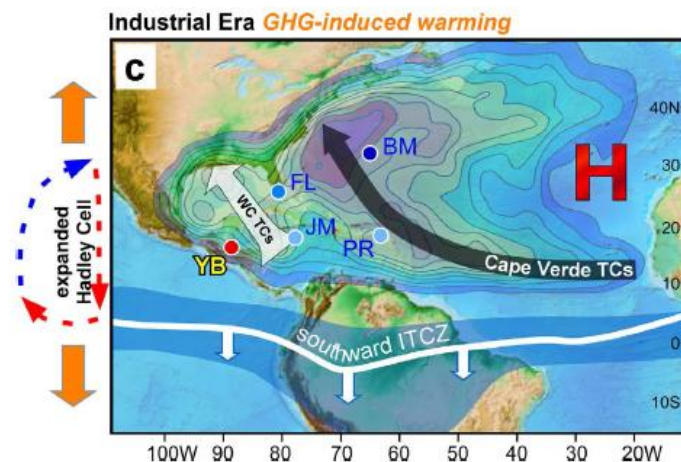 Industrial Era GHG-induced warming
c
40N
BM
30
H
FL
WC TCs
JM
20
PR
YB
Cape Verde TCs
10
expanded
Hadley Cell
southward ITCZ
0
10S
100W 90 80 70 60 50 40 30 20W